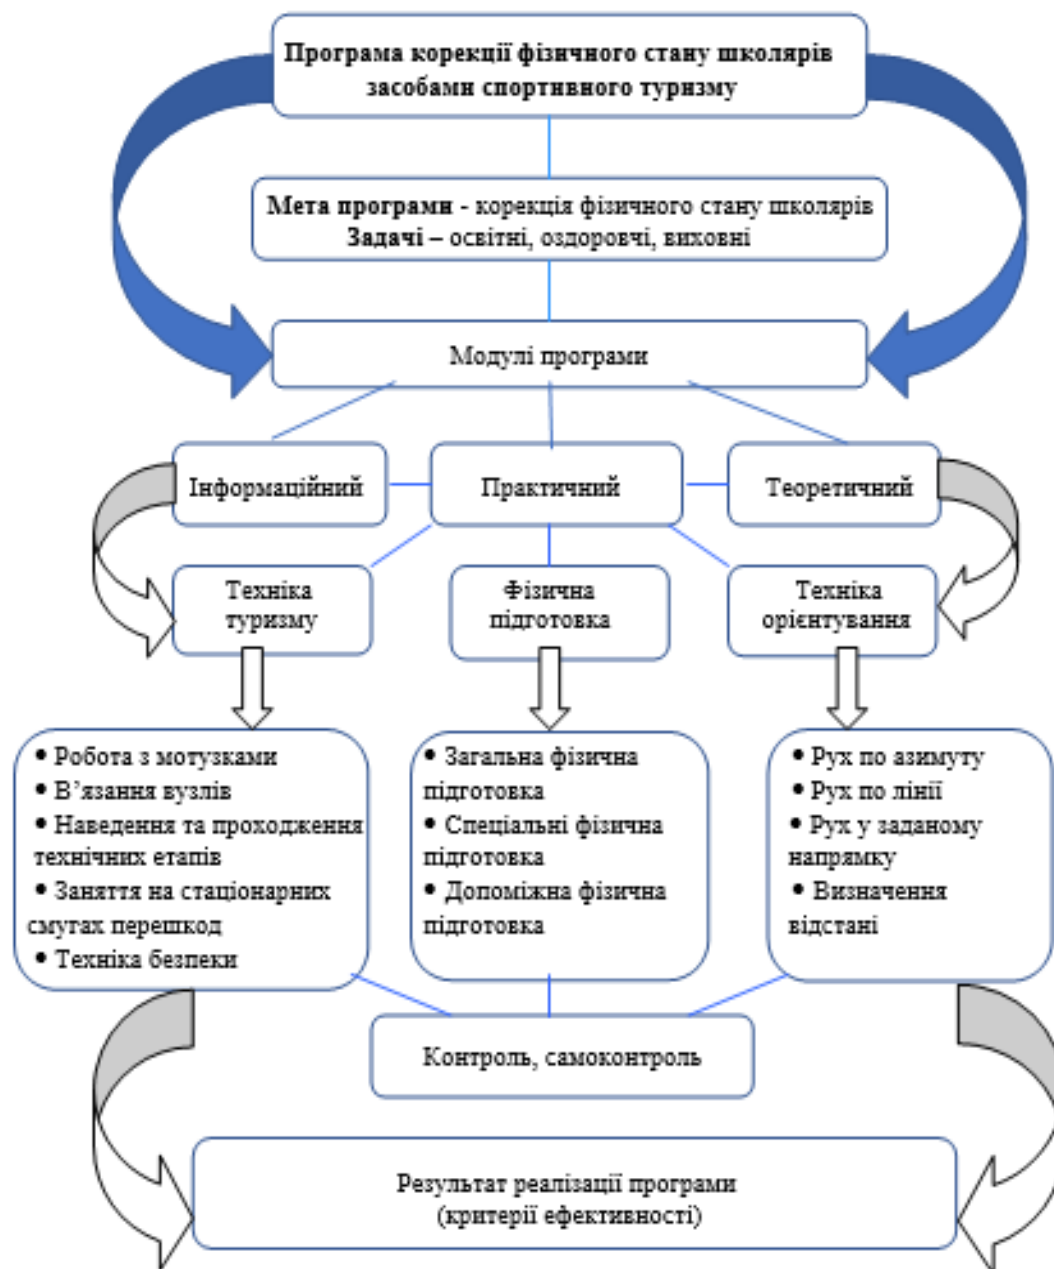 Програма корекції фізичного стану школярів
засобами спортивного туризму
Мета програми - корекція фізичного стану школярів
Задачі – освітні, оздоровчі, виховні
Модулі програми
Інформаційний
Практичний
Теоретичний
Техніка
туризму
Фізична
підготовка
Техніка
орієнтування
• Робота з мотузками
• В’язання вузлів
• Наведення та проходження
технічних етапів
• Заняття на стаціонарних
смугах перешкод
• Техніка безпеки
• Загальна фізична
підготовка
• Спеціальні фізична
підготовка
• Допоміжна фізична
підготовка
• Рух по азимуту
• Рух по лінії
• Рух у заданому
напрямку
• Визначення
відстані
Контроль, самоконтроль
Результат реалізації програми
(критерії ефективності)